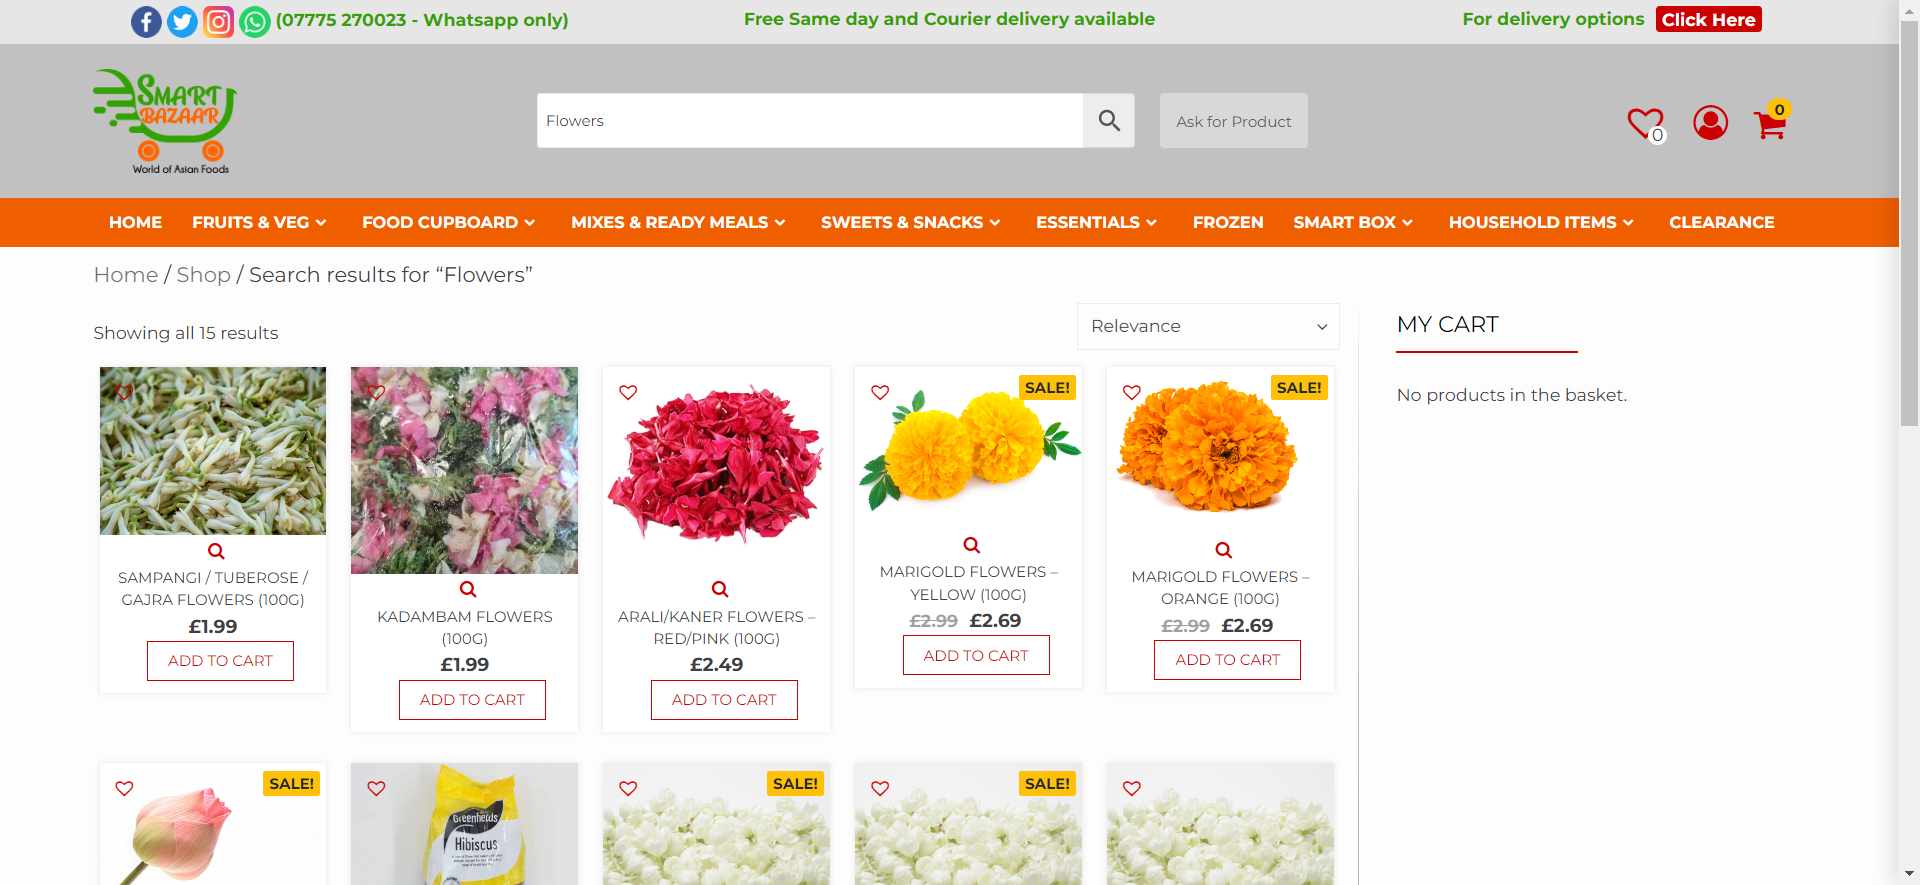 (07775 270023 - Whatsapp only)
Free Same day and Courier delivery available
For delivery options Click Here
SMART
BAZAAR
World of Asian Foods
Flowers
Ask for Product
0
0
HOME FRUITS & VEG FOOD CUPBOARD MIXES & READY MEALS SWEETS & SNACKS ESSENTIALS FROZEN SMART BOX HOUSEHOLD ITEMS CLEARANCE
Home / Shop / Search results for “Flowers”
Showing all 15 results
Relevance
MY CART
No products in the basket.
SAMPANGI / TUBEROSE /
GAJRA FLOWERS (100G)
£1.99
ADD TO CART
KADAMBAM FLOWERS
(100G)
£1.99
ADD TO CART
ARALI/KANER FLOWERS –
RED/PINK (100G)
£2.49
ADD TO CART
SALE!
MARIGOLD FLOWERS –
YELLOW (100G)
£2.99 £2.69
ADD TO CART
SALE!
MARIGOLD FLOWERS –
ORANGE (100G)
£2.99 £2.69
ADD TO CART
SALE!
Greenfields
Hibiscus
SALE!
SALE!